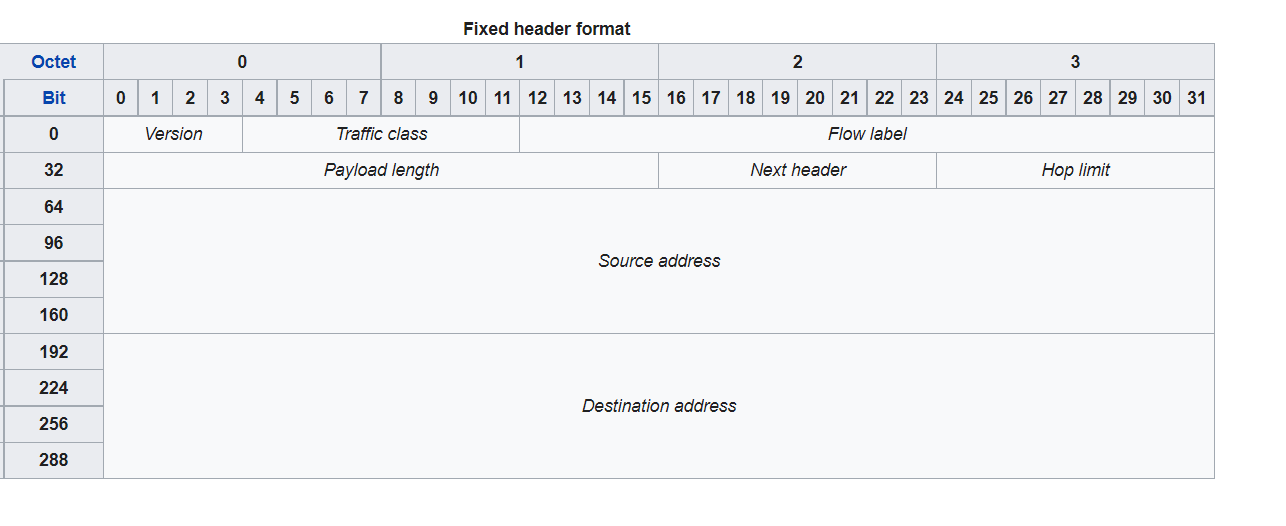 Fixed header format
Octet 0 1 2 3
Bit 0 1 2 3 4 5 6 7 8 9 10 11 12 13 14 15 16 17 18 19 20 21 22 23 24 25 26 27 28 29 30 31
0 Version Traffic class Flow label
32 Payload length Next header Hop limit
64
96
Source address
128
160
192
224
Destination address
256
288